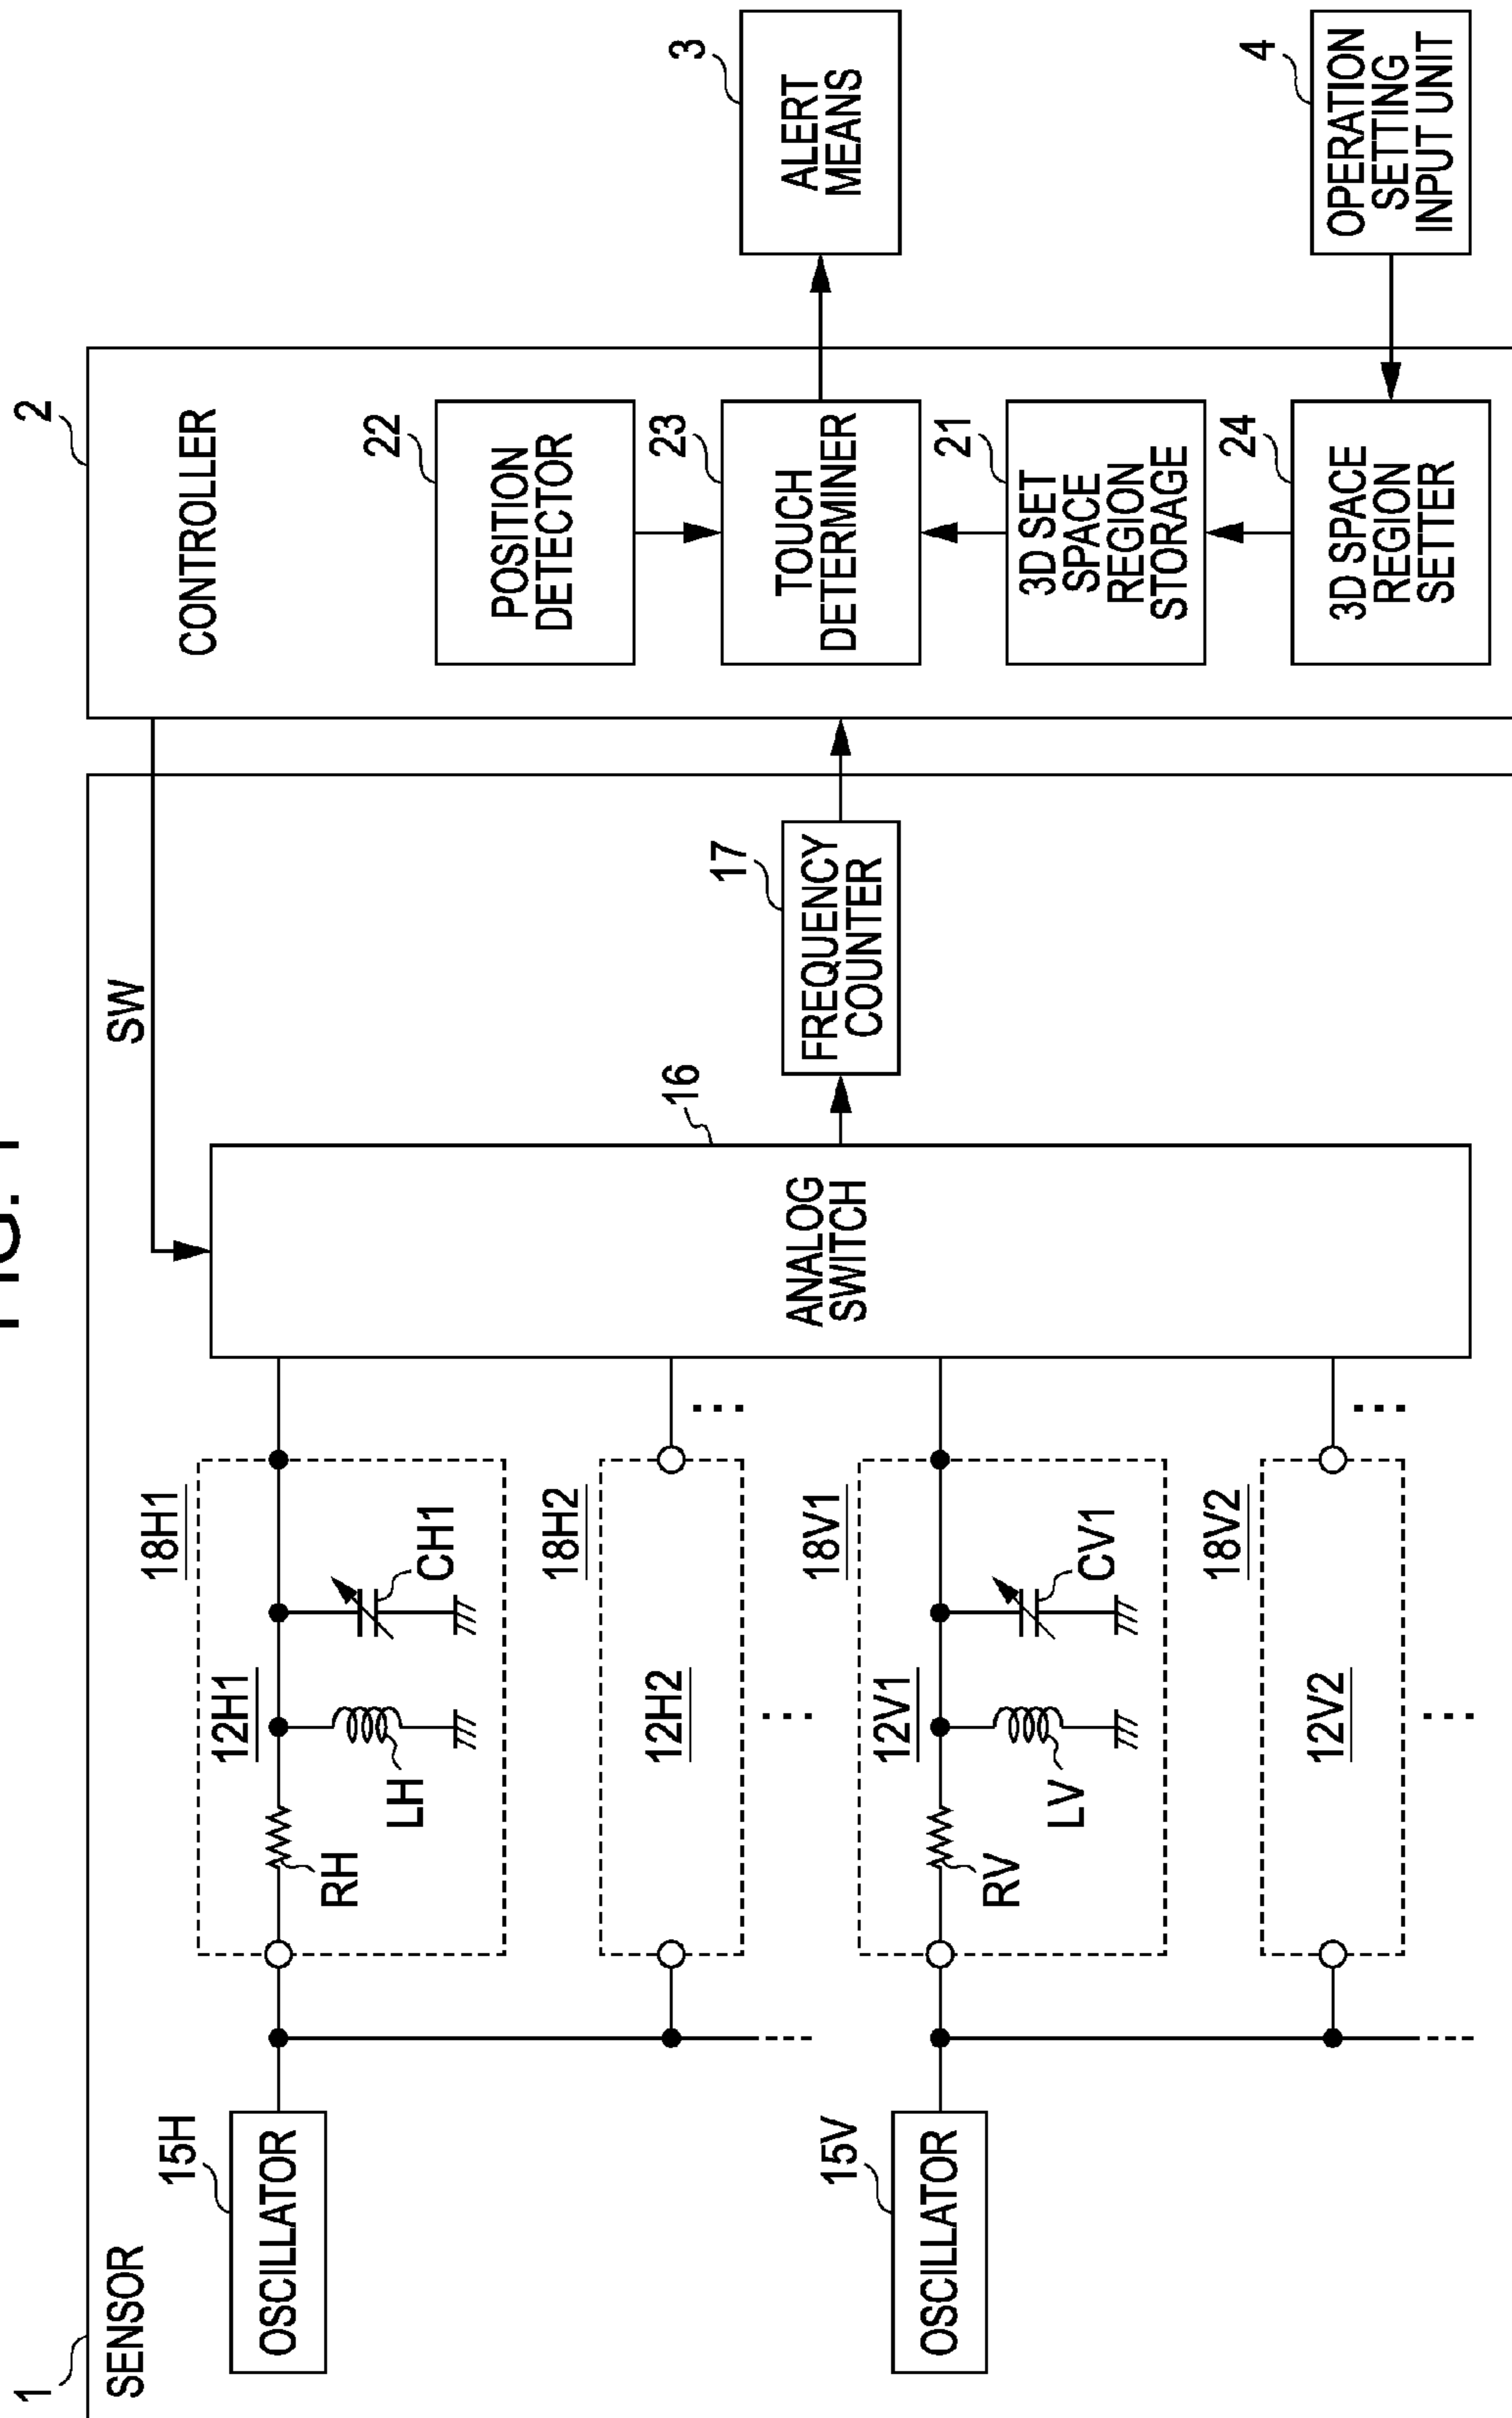 FIG. 1
1
SENSOR
2
CONTROLLER
SW
15H
OSCILLATOR
18H1
12H1
RH
LH
CH1
18H2
12H2
15V
OSCILLATOR
18V1
12V1
RV
LV
CV1
18V2
12V2
16
ANALOG
SWITCH
17
FREQUENCY
COUNTER
22
POSITION
DETECTOR
23
TOUCH
DETERMINER
21
3D SET
SPACE
REGION
STORAGE
24
3D SPACE
REGION
SETTER
3
ALERT
MEANS
4
OPERATION
SETTING
INPUT UNIT